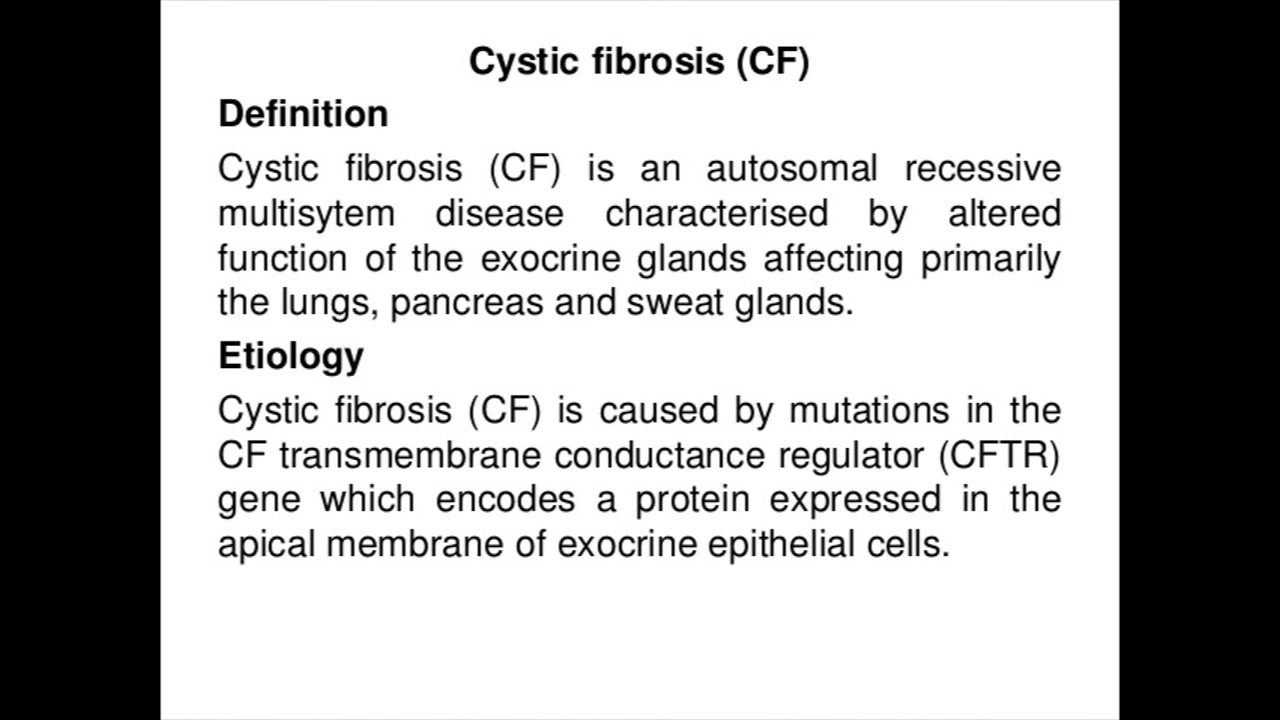 Cystic fibrosis (CF)
Definition
Cystic fibrosis (CF) is an autosomal recessive
multisytem disease characterised by altered
function of the exocrine glands affecting primarily
the lungs, pancreas and sweat glands.
Etiology
Cystic fibrosis (CF) is caused by mutations in the
CF transmembrane conductance regulator (CFTR)
gene which encodes a protein expressed in the
apical membrane of exocrine epithelial cells.